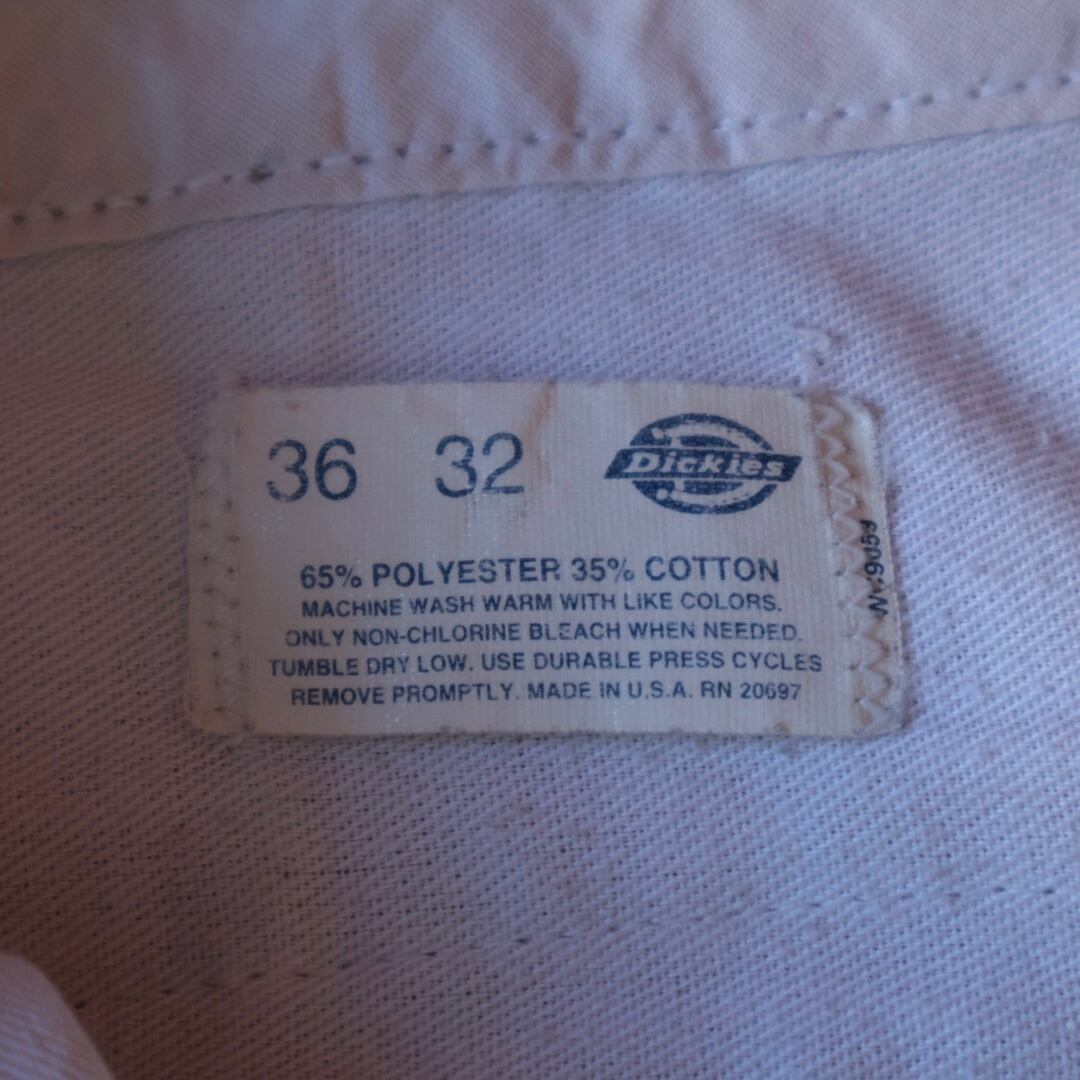 36 32 Dickies
65% POLYESTER 35% COTTON
MACHINE WASH WARM WITH LIKE COLORS.
ONLY NON-CHLORINE BLEACH WHEN NEEDED.
TUMBLE DRY LOW. USE DURABLE PRESS CYCLES
REMOVE PROMPTLY. MADE IN U.S.A. RN 20697